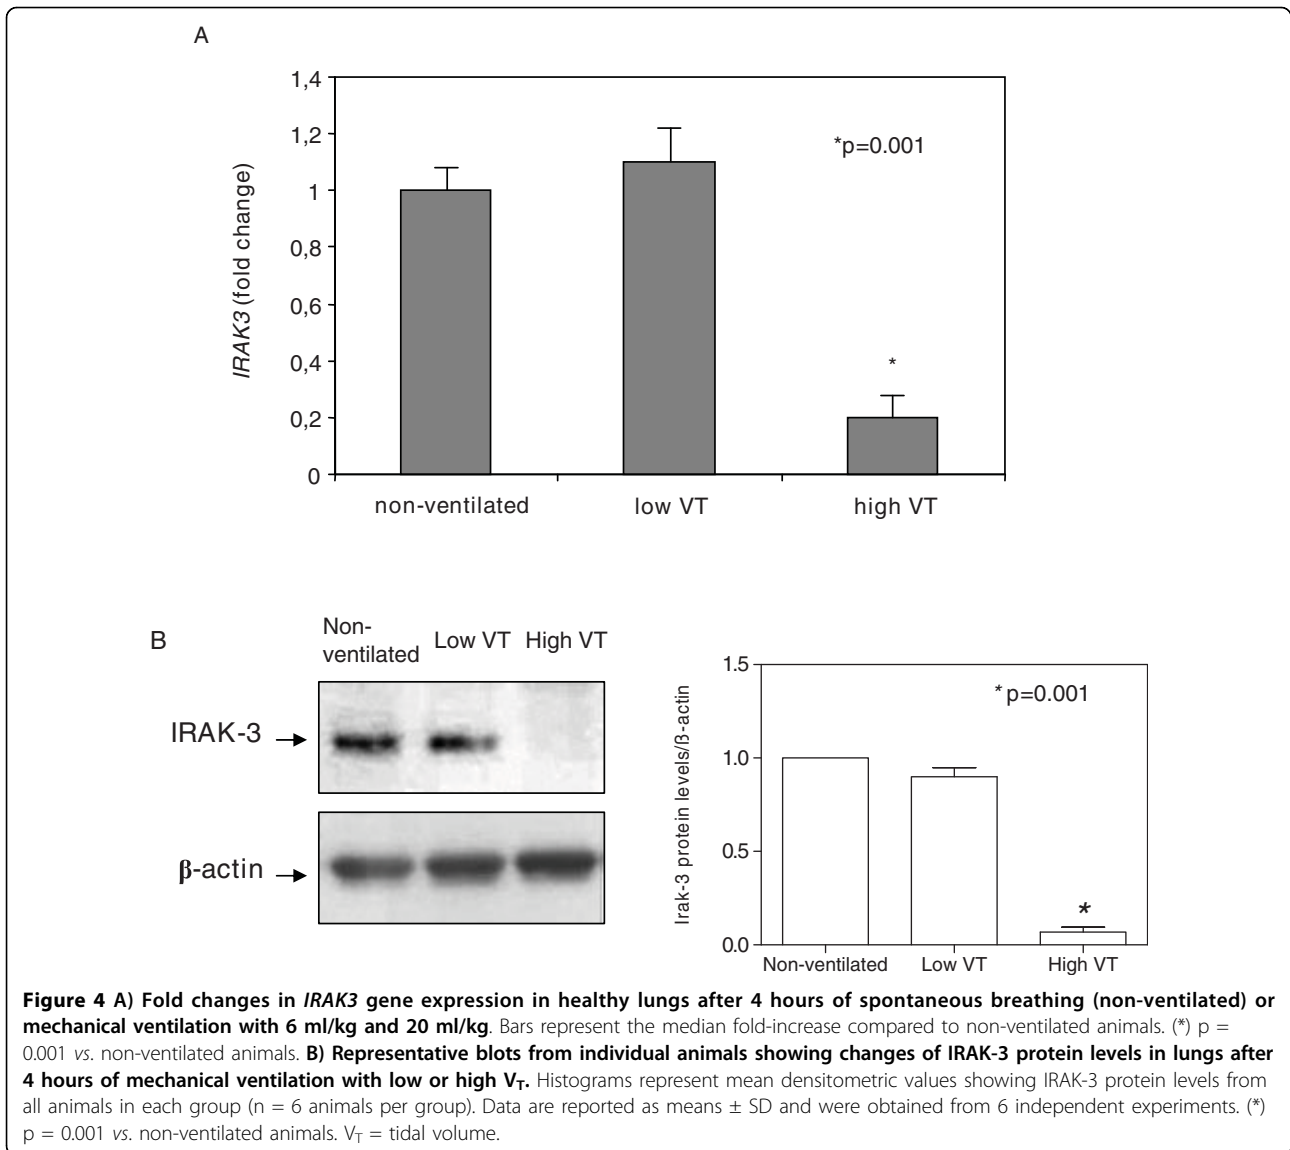 A
1,4
1,2
1
0,8
0,6
0,4
0,2
0
IRAK3 (fold change)
*p=0.001
*
non-ventilated
low VT
high VT
B
Non-
ventilated
Low VT
High VT
IRAK-3
β-actin
1.5
1.0
0.5
0.0
Irak-3 protein levels/ß-actin
*p=0.001
*
Non-ventilated
Low VT
High VT
Figure 4 A) Fold changes in IRAK3 gene expression in healthy lungs after 4 hours of spontaneous breathing (non-ventilated) or
mechanical ventilation with 6 ml/kg and 20 ml/kg. Bars represent the median fold-increase compared to non-ventilated animals. (*) p =
0.001 vs. non-ventilated animals. B) Representative blots from individual animals showing changes of IRAK-3 protein levels in lungs after
4 hours of mechanical ventilation with low or high VT. Histograms represent mean densitometric values showing IRAK-3 protein levels from
all animals in each group (n = 6 animals per group). Data are reported as means ± SD and were obtained from 6 independent experiments. (*)
p = 0.001 vs. non-ventilated animals. VT = tidal volume.